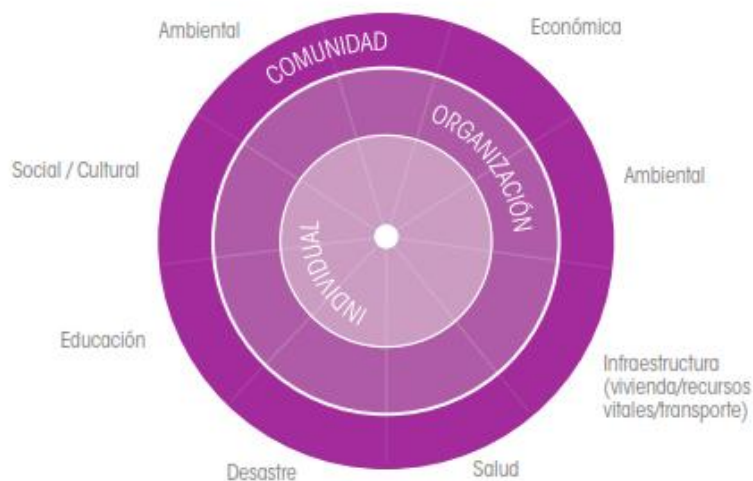 Ambiental
Económica
COMUNIDAD
ORGANIZACIÓN
Social / Cultural
Ambiental
INDIVIDUAL
Educación
Infraestructura
(vivienda/recursos
vitales/transporte)
Desastre
Salud